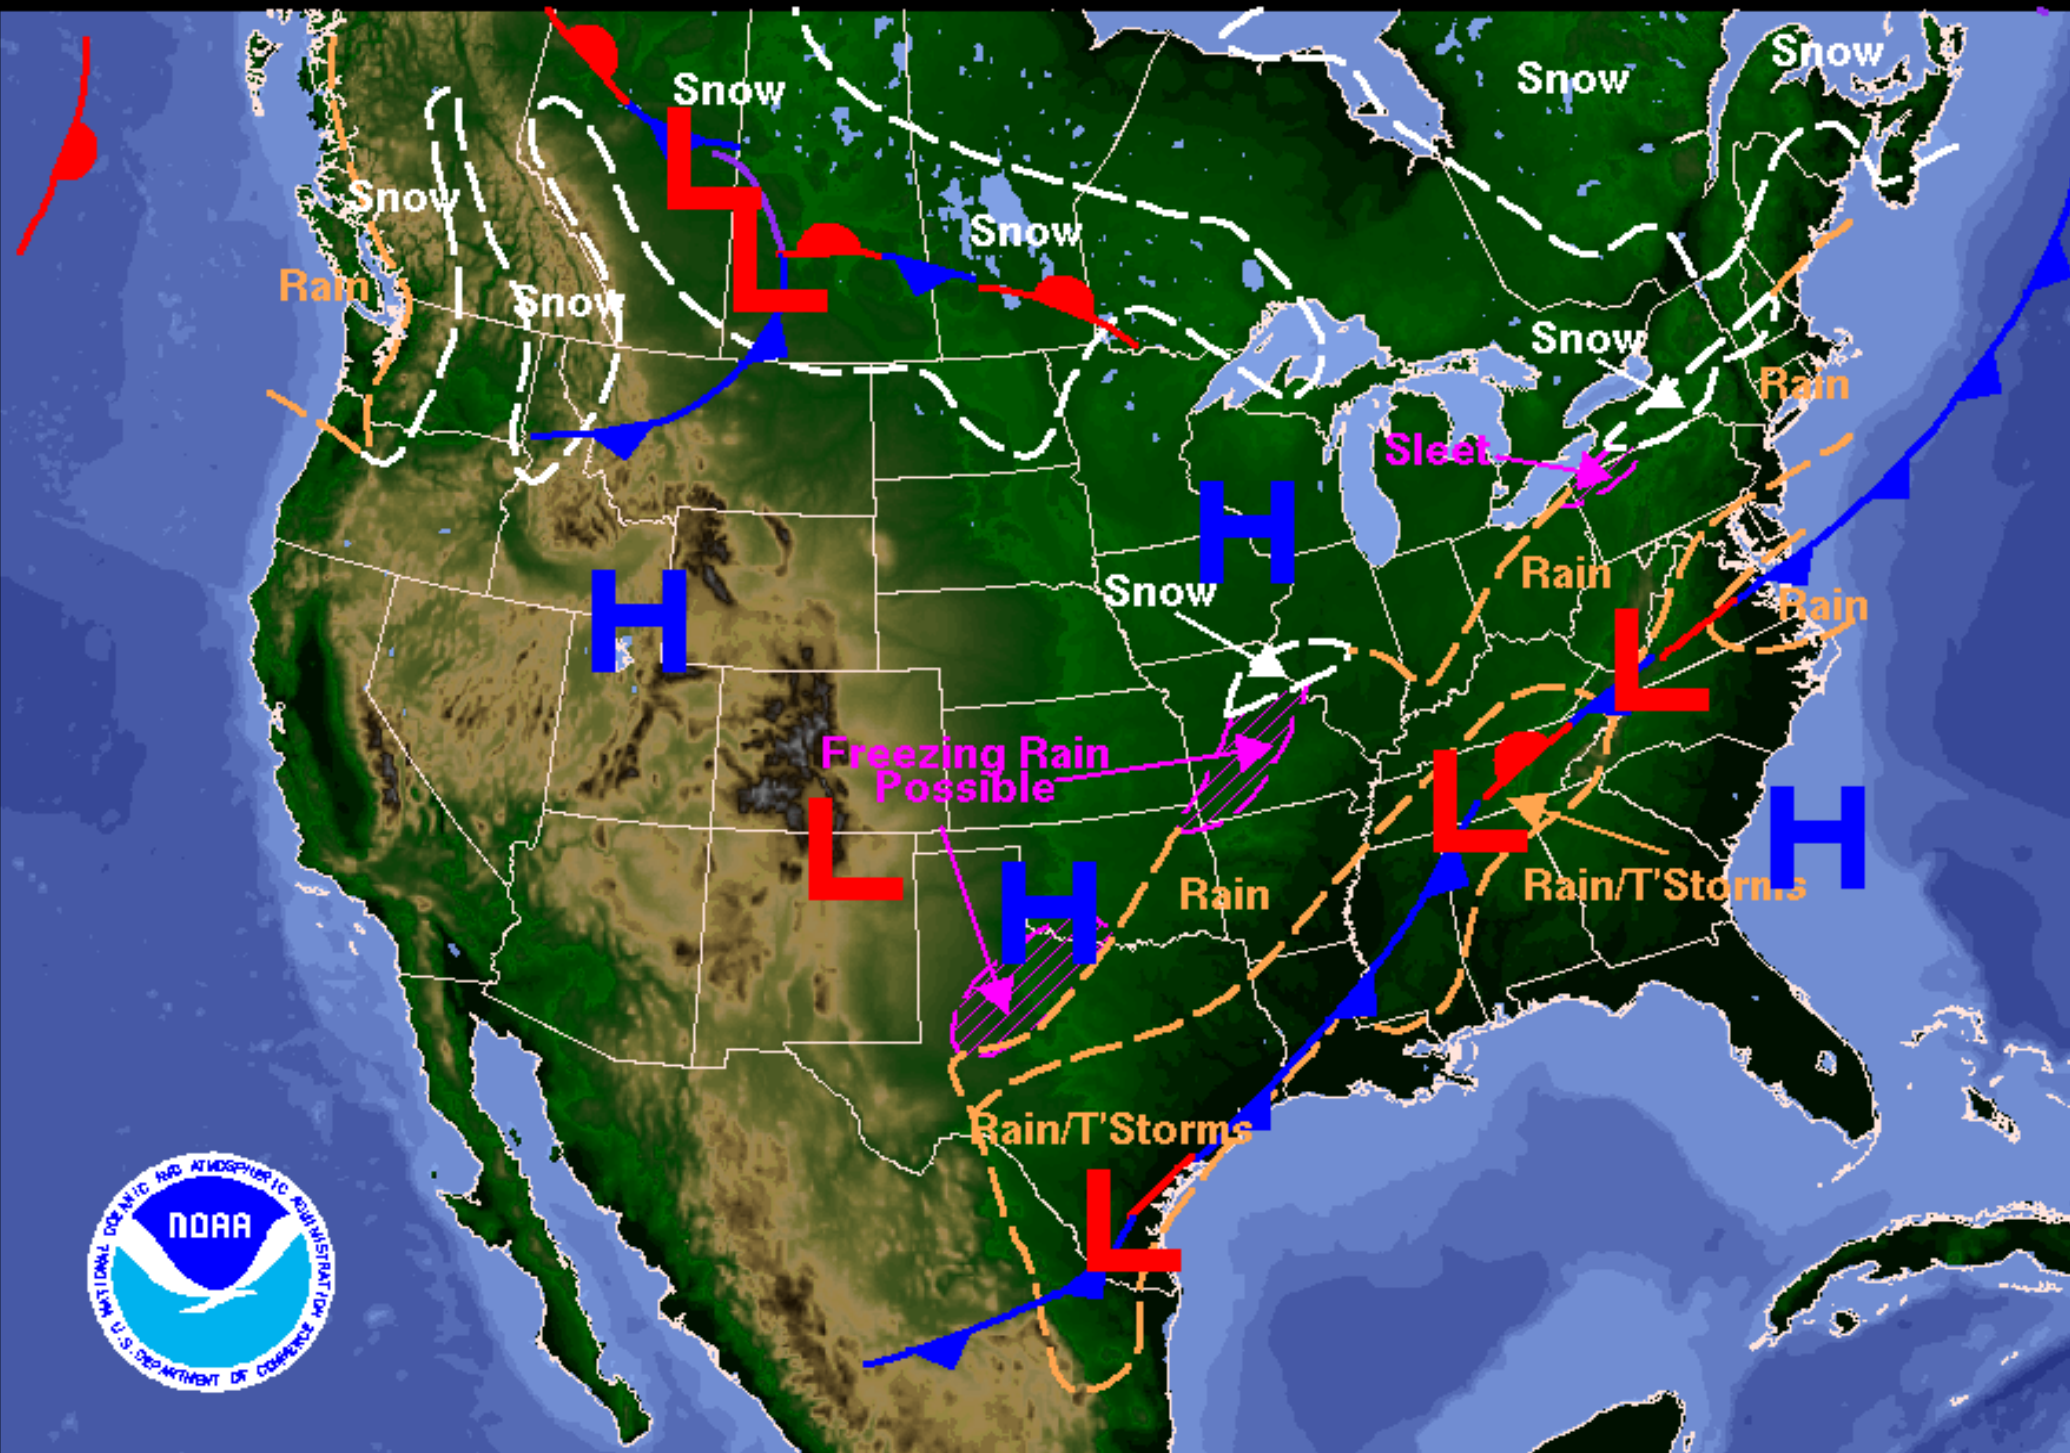 Snow
Snow
Snow
Snow
Snow
Rain
Snow
Snow
Rain
Sleet
L
L
H
Rain
Snow
H
Rain
L
Freezing Rain
Possible
L
H
L
Rain
H
Rain/T'Storms
Rain/T'Storms
L
NOAA
NATIONAL OCEANIC AND ATMOSPHERIC ADMINISTRATION
U.S. DEPARTMENT OF COMMERCE